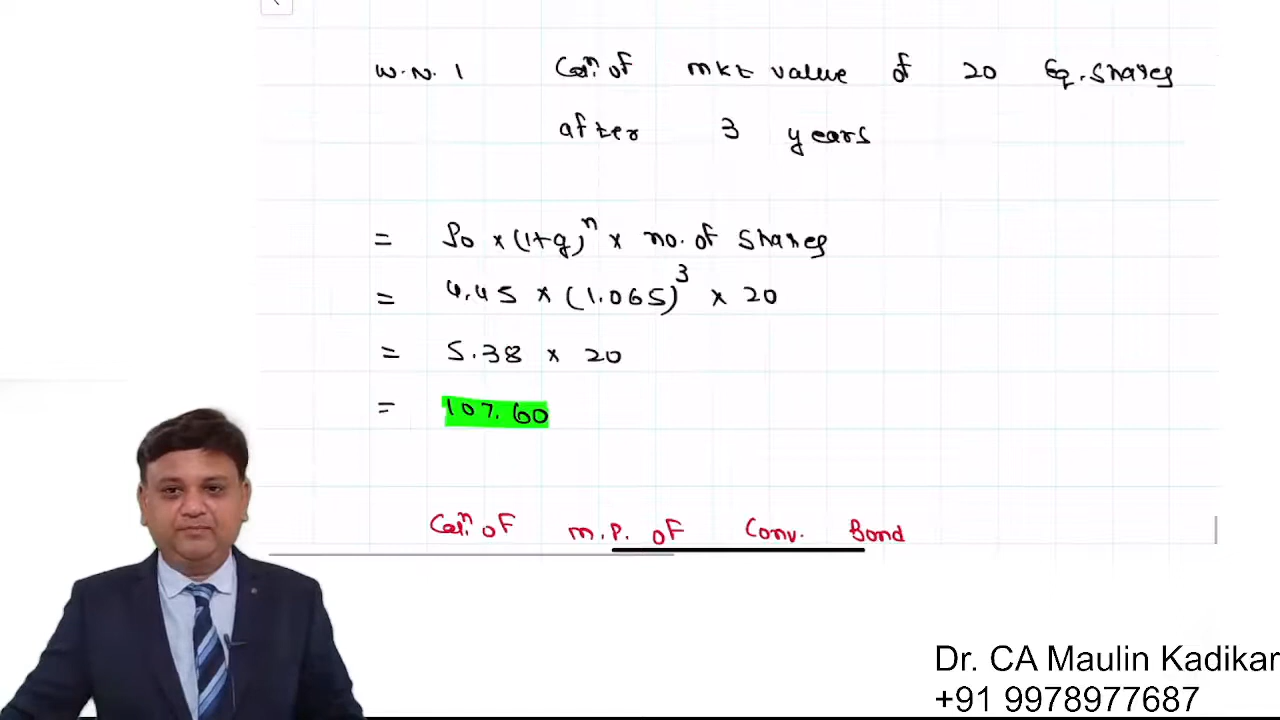 W.N. 1 Calⁿ. of mkt value of 20 Eq. Shares
after 3 years
= P0 × (1+g)ⁿ × no. of Shares
= 4.45 × (1.065)³ × 20
= 5.38 × 20
= 107.60
Calⁿ. of M.P. of Conv. Bond
Dr. CA Maulin Kadikar
+91 9978977687